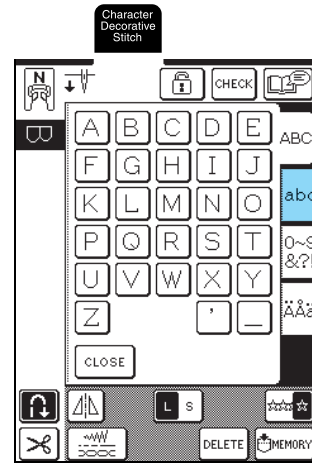 Character
Decorative
Stitch
N
CHECK
A B C D E
ABC
F G H I J
abc
K L M N O
P Q R S T
0~9
&?!
U V W X Y
Z ' _
ÄÅä
CLOSE
L S
DELETE
MEMORY